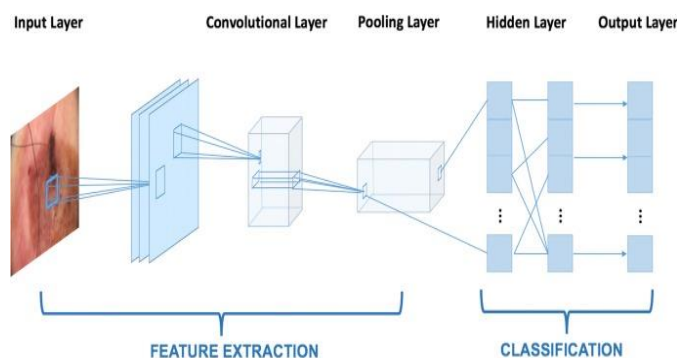 Input Layer
Convolutional Layer
Pooling Layer
Hidden Layer
Output Layer
FEATURE EXTRACTION
CLASSIFICATION